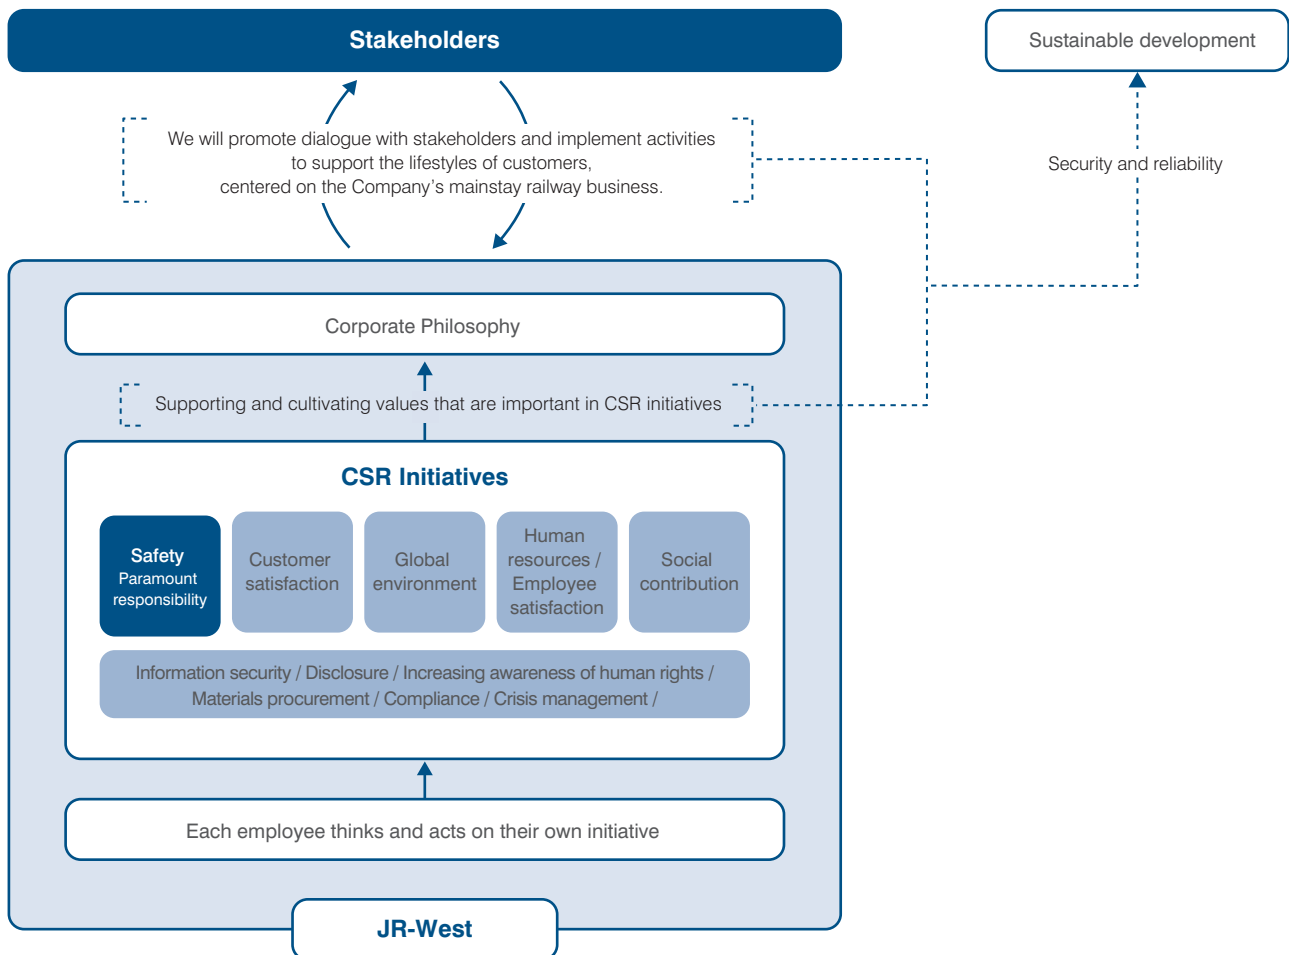 Stakeholders
Sustainable development
We will promote dialogue with stakeholders and implement activities
to support the lifestyles of customers,
centered on the Company's mainstay railway business.
Security and reliability
Corporate Philosophy
Supporting and cultivating values that are important in CSR initiatives
CSR Initiatives
Safety
Paramount
responsibility
Customer
satisfaction
Global
environment
Human
resources /
Employee
satisfaction
Social
contribution
Information security / Disclosure / Increasing awareness of human rights /
Materials procurement / Compliance / Crisis management /
Each employee thinks and acts on their own initiative
JR-West